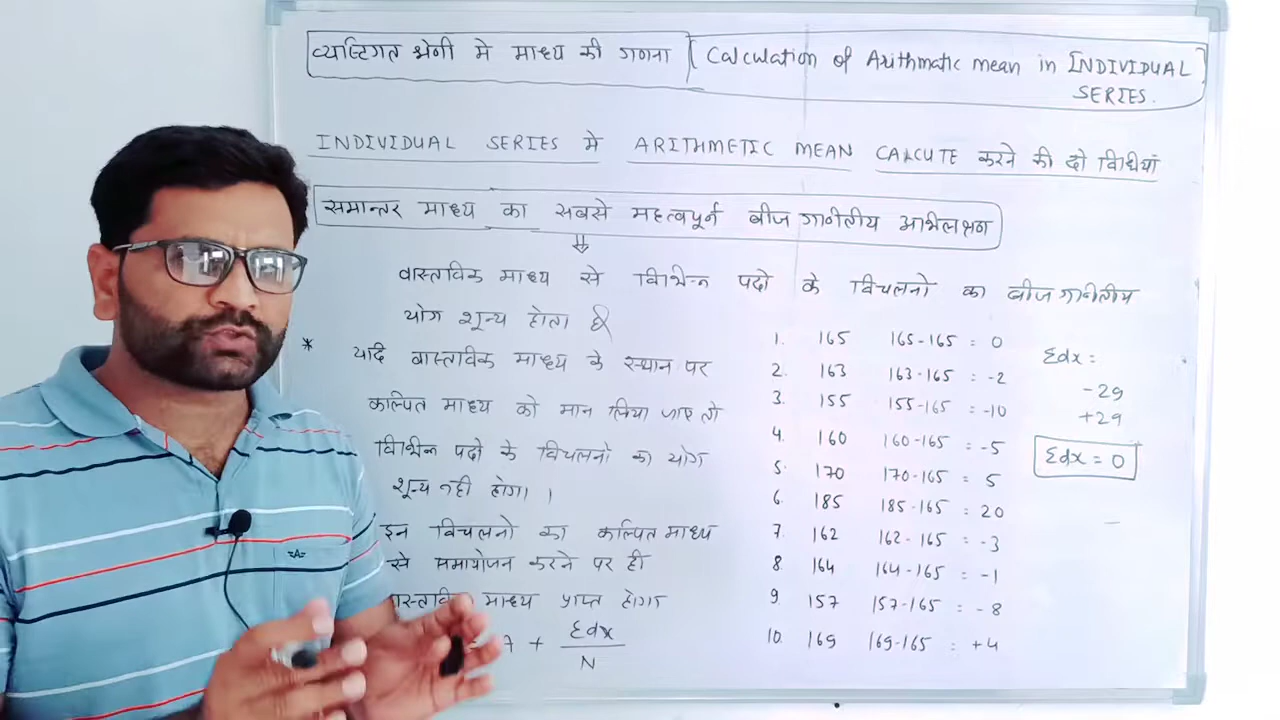 व्यष्टिगत श्रेणी मे माध्य की गणना
Calculation of Arithmatic mean in INDIVIDUAL
SERIES.
INDIVIDUAL SERIES मे ARITHMETIC MEAN CALCUTE करने की दो विधियां
समान्तर माध्य का सबसे महत्वपूर्न बीजगणितीय अभिलक्षण
⇓
वास्तविक माध्य से विभिन्न पदो के विचलनो का बीजगणितीय
योग शून्य होता है
* यदि वास्तविक माध्य के स्थान पर
कल्पित माध्य को मान लिया जाए तो
विभिन्न पदो के विचलनो का योग
शून्य नही होगा।
इन विचलनो का कल्पित माध्य
से समायोजन करने पर ही
वास्तविक माध्य प्राप्त होगा
+ Σdx
N
1. 165 165-165 = 0
2. 163 163-165 = -2
3. 155 155-165 = -10
4. 160 160-165 = -5
5. 170 170-165 = 5
6. 185 185-165 = 20
7. 162 162-165 = -3
8 164 164-165 = -1
9. 157 157-165 = -8
10. 169 169-165 = +4
Σdx =
-29
+29
Σdx = 0
=A=